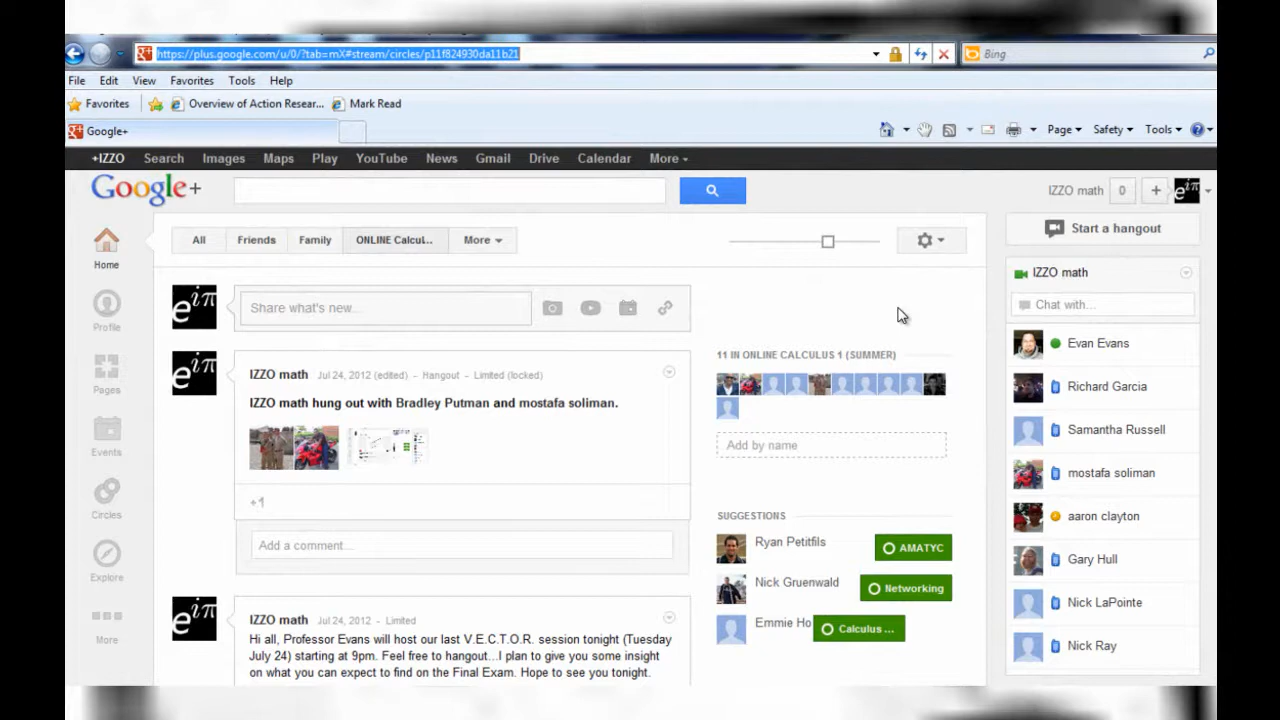 https://plus.google.com/u/0/?tab=mX#stream/circles/p11f824930da11b21
Bing
File Edit View Favorites Tools Help
Favorites Overview of Action Resear... Mark Read
Google+
Page Safety Tools
+IZZO Search Images Maps Play YouTube News Gmail Drive Calendar More
Google+
IZZO math 0 +
eiπ
Home
Profile
Pages
Events
Circles
Explore
More
All Friends Family ONLINE Calcul... More
eiπ
Share what's new...
eiπ
IZZO math Jul 24, 2012 (edited) - Hangout - Limited (locked)
IZZO math hung out with Bradley Putman and mostafa soliman.
+1
Add a comment...
eiπ
IZZO math Jul 24, 2012 - Limited
Hi all, Professor Evans will host our last V.E.C.T.O.R. session tonight (Tuesday
July 24) starting at 9pm. Feel free to hangout...I plan to give you some insight
on what you can expect to find on the Final Exam. Hope to see you tonight.
11 IN ONLINE CALCULUS 1 (SUMMER)
Add by name
SUGGESTIONS
Ryan Petitfils AMATYC
Nick Gruenwald Networking
Emmie Ho Calculus ...
Start a hangout
IZZO math
Chat with...
Evan Evans
Richard Garcia
Samantha Russell
mostafa soliman
aaron clayton
Gary Hull
Nick LaPointe
Nick Ray